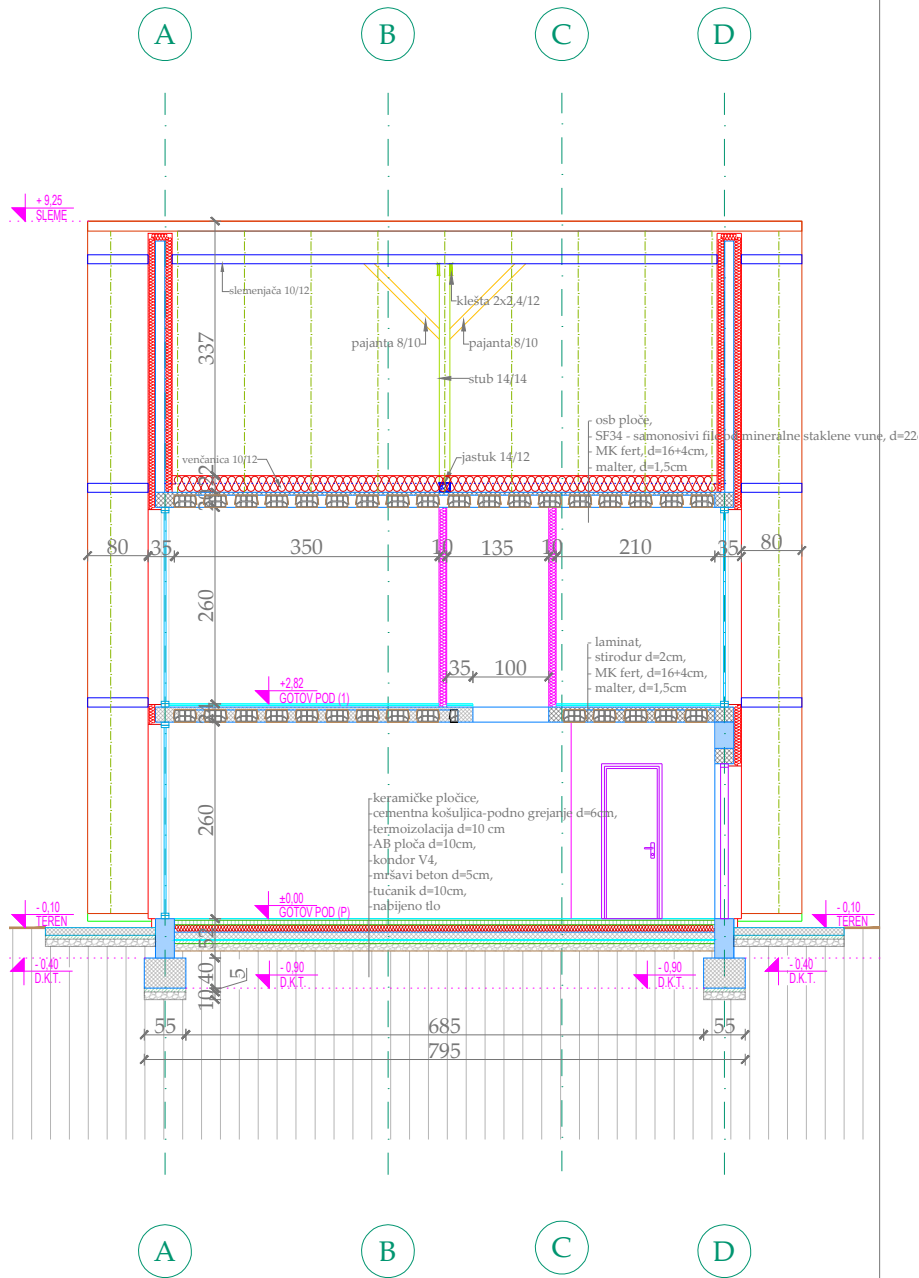 A B C D
+ 9,25
SLEME
slemenjača 10/12
klešta 2x2,4/12
pajanta 8/10
pajanta 8/10
337
stub 14/14
osb ploče,
SF34 - samonosivi filc od mineralne staklene vune, d=22
MK fert, d=16+4cm,
malter, d=1,5cm
venčanica 10/12
jastuk 14/12
22
20
80 35 350 10 135 10 210 35 80
260
laminat,
stirodur d=2cm,
MK fert, d=16+4cm,
malter, d=1,5cm
35 100
+2,82
GOTOV POD (1)
260
keramičke pločice,
cementna košuljica-podno grejanje d=6cm,
termoizolacija d=10 cm
AB ploča d=10cm,
kondor V4,
mršavi beton d=5cm,
tucanik d=10cm,
nabijeno tlo
- 0,10
TEREN
±0,00
GOTOV POD (P)
- 0,10
TEREN
52
- 0,40
D.K.T.
- 0,90
D.K.T.
- 0,90
D.K.T.
- 0,40
D.K.T.
40
5
10
55 685 55
795
A B C D